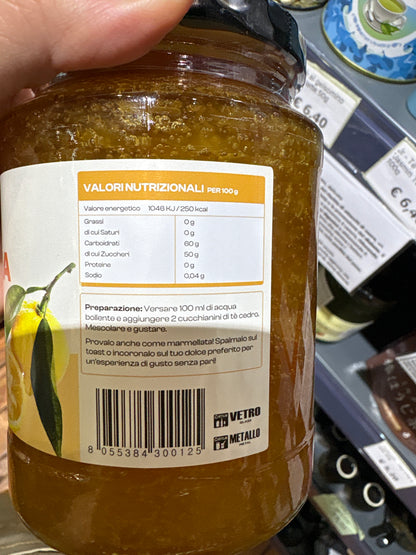 VALORI NUTRIZIONALI PER 100 g
Valore energetico 1046 KJ / 250 kcal
Grassi 0 g
di cui Saturi 0 g
Carboidrati 60 g
di cui Zuccheri 50 g
Proteine 0 g
Sodio 0,04 g
Preparazione: Versare 100 ml di acqua
bollente e aggiungere 2 cucchiaini di tè cedro.
Mescolare e gustare.
Provalo anche come marmellata! Spalmalo sul
toast o incoronalo sul tuo dolce preferito per
un'esperienza di gusto senza pari!
VETRO
METALLO
8 055384 300125
A
€ 6,40
€ 6